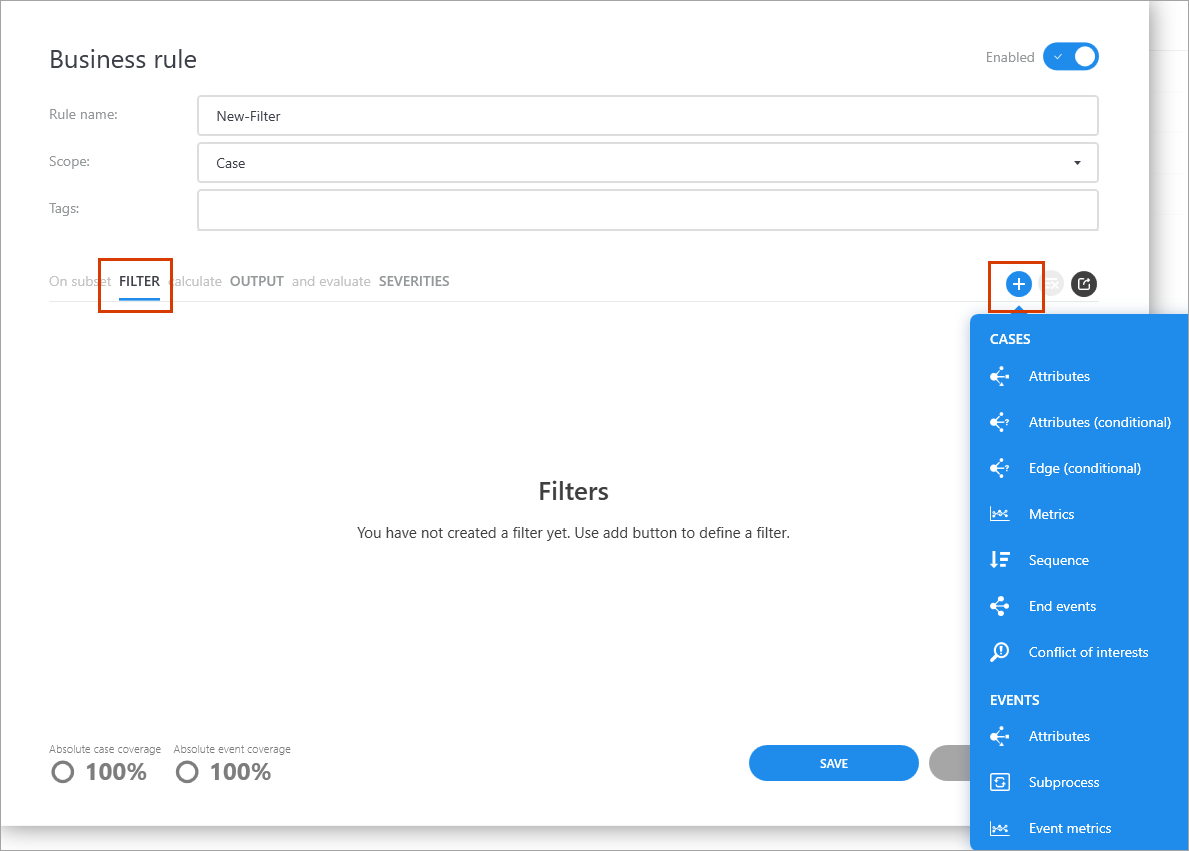 Business rule
Enabled
Rule name:
New-Filter
Scope:
Case
Tags:
On subset FILTER calculate OUTPUT and evaluate SEVERITIES
CASES
Attributes
Attributes (conditional)
Edge (conditional)
Metrics
Sequence
End events
Conflict of interests
EVENTS
Attributes
Subprocess
Event metrics
Filters
You have not created a filter yet. Use add button to define a filter.
Absolute case coverage
100%
Absolute event coverage
100%
SAVE